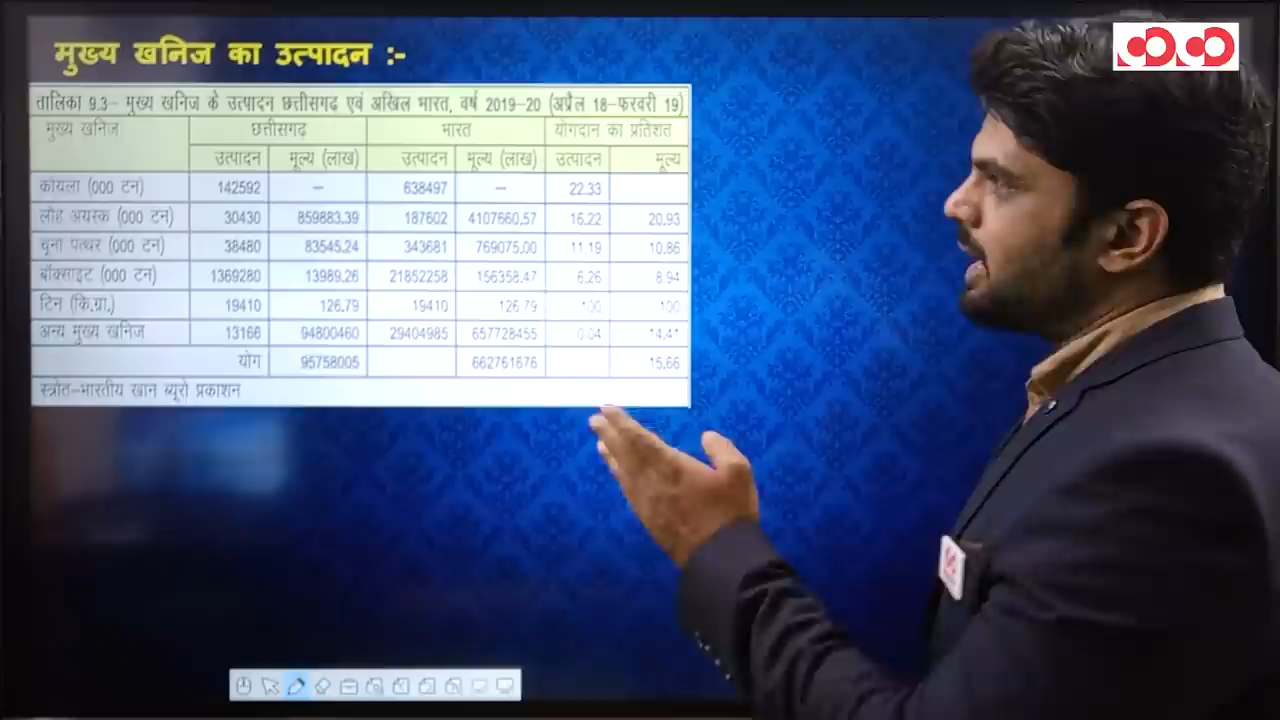 मुख्य खनिज का उत्पादन :-
तालिका 9.3– मुख्य खनिज के उत्पादन छत्तीसगढ़ एवं अखिल भारत, वर्ष 2019–20 (अप्रैल 18–फरवरी 19)
मुख्य खनिज छत्तीसगढ़ भारत योगदान का प्रतिशत
उत्पादन मूल्य (लाख) उत्पादन मूल्य (लाख) उत्पादन मूल्य
कोयला (000 टन) 142592 – 638497 – 22.33
लौह अयस्क (000 टन) 30430 859883.39 187602 4107660.57 16.22 20.93
चूना पत्थर (000 टन) 38480 83545.24 343681 769075.00 11.19 10.86
बॉक्साइट (000 टन) 1369280 13989.26 21852258 156358.47 6.26 8.94
टिन (कि.ग्रा.) 19410 126.79 19410 126.79 100 100
अन्य मुख्य खनिज 13166 94800460 29404985 657728455 0.04 14.41
योग 95758005 662761676 15.66
स्त्रोत–भारतीय खान ब्यूरो प्रकाशन